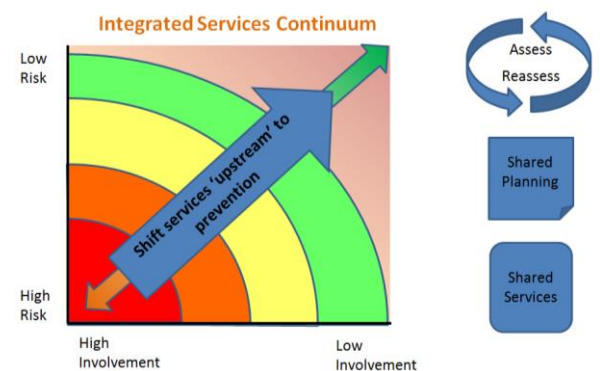 Integrated Services Continuum
Low
Risk
Shift services ‘upstream’ to
prevention
High
Risk
High
Involvement
Low
Involvement
Assess
Reassess
Shared
Planning
Shared
Services